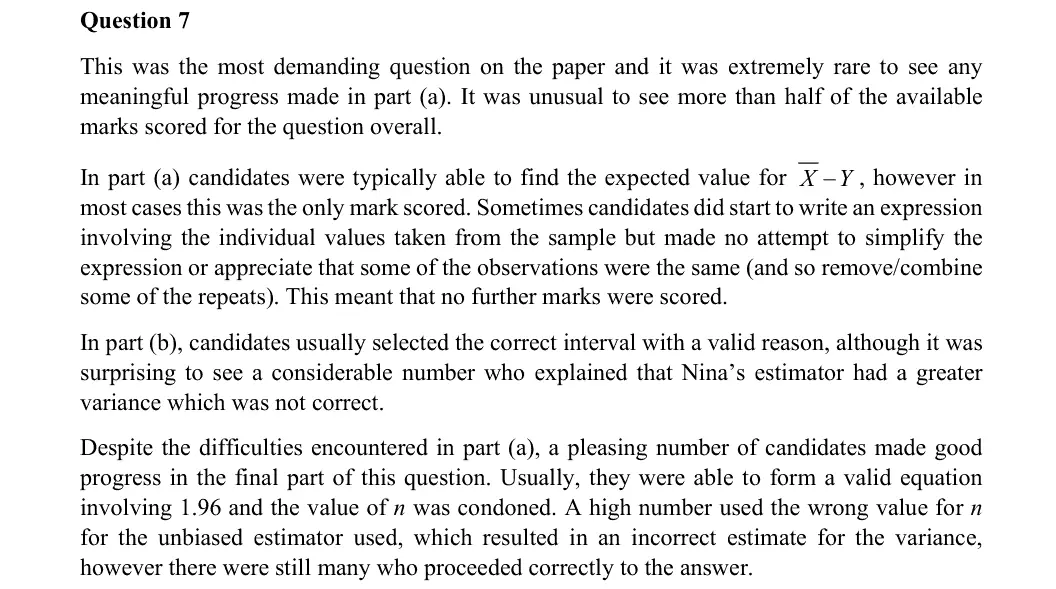 Question 7
This was the most demanding question on the paper and it was extremely rare to see any
meaningful progress made in part (a). It was unusual to see more than half of the available
marks scored for the question overall.
In part (a) candidates were typically able to find the expected value for X̅ – Y , however in
most cases this was the only mark scored. Sometimes candidates did start to write an expression
involving the individual values taken from the sample but made no attempt to simplify the
expression or appreciate that some of the observations were the same (and so remove/combine
some of the repeats). This meant that no further marks were scored.
In part (b), candidates usually selected the correct interval with a valid reason, although it was
surprising to see a considerable number who explained that Nina’s estimator had a greater
variance which was not correct.
Despite the difficulties encountered in part (a), a pleasing number of candidates made good
progress in the final part of this question. Usually, they were able to form a valid equation
involving 1.96 and the value of n was condoned. A high number used the wrong value for n
for the unbiased estimator used, which resulted in an incorrect estimate for the variance,
however there were still many who proceeded correctly to the answer.